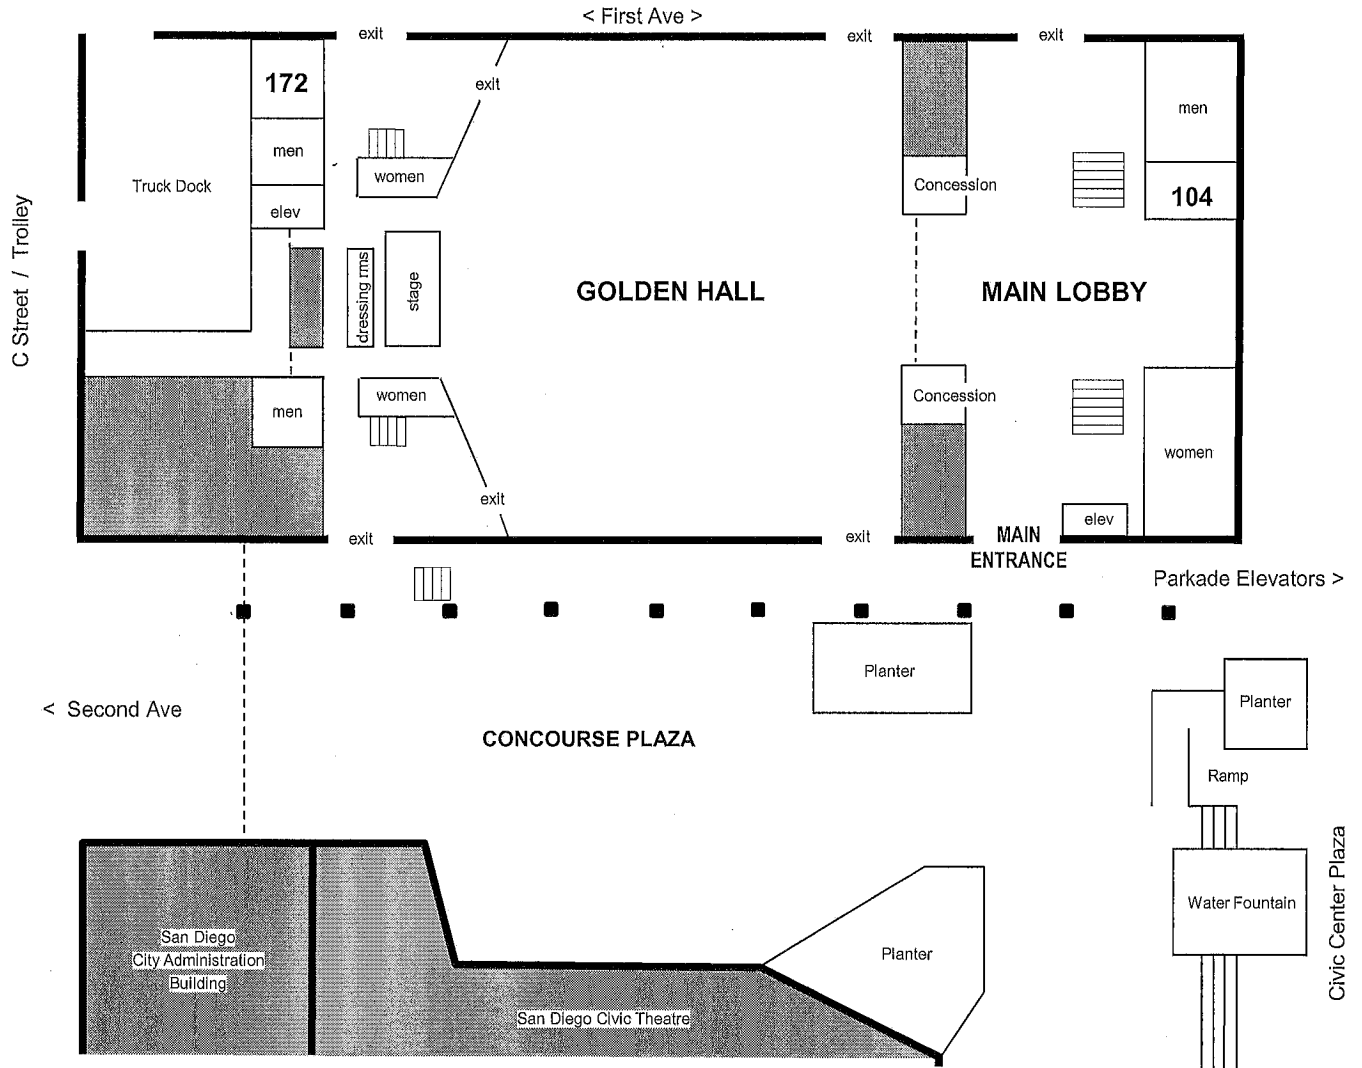 < First Ave >
exit
exit
exit
172
exit
men
men
Truck Dock
women
Concession
104
elev
C Street / Trolley
dressing rms
stage
GOLDEN HALL
MAIN LOBBY
men
women
Concession
women
exit
elev
exit
exit
MAIN
ENTRANCE
Parkade Elevators >
Planter
< Second Ave
Planter
CONCOURSE PLAZA
Ramp
Civic Center Plaza
Water Fountain
San Diego
City Administration
Building
Planter
San Diego Civic Theatre